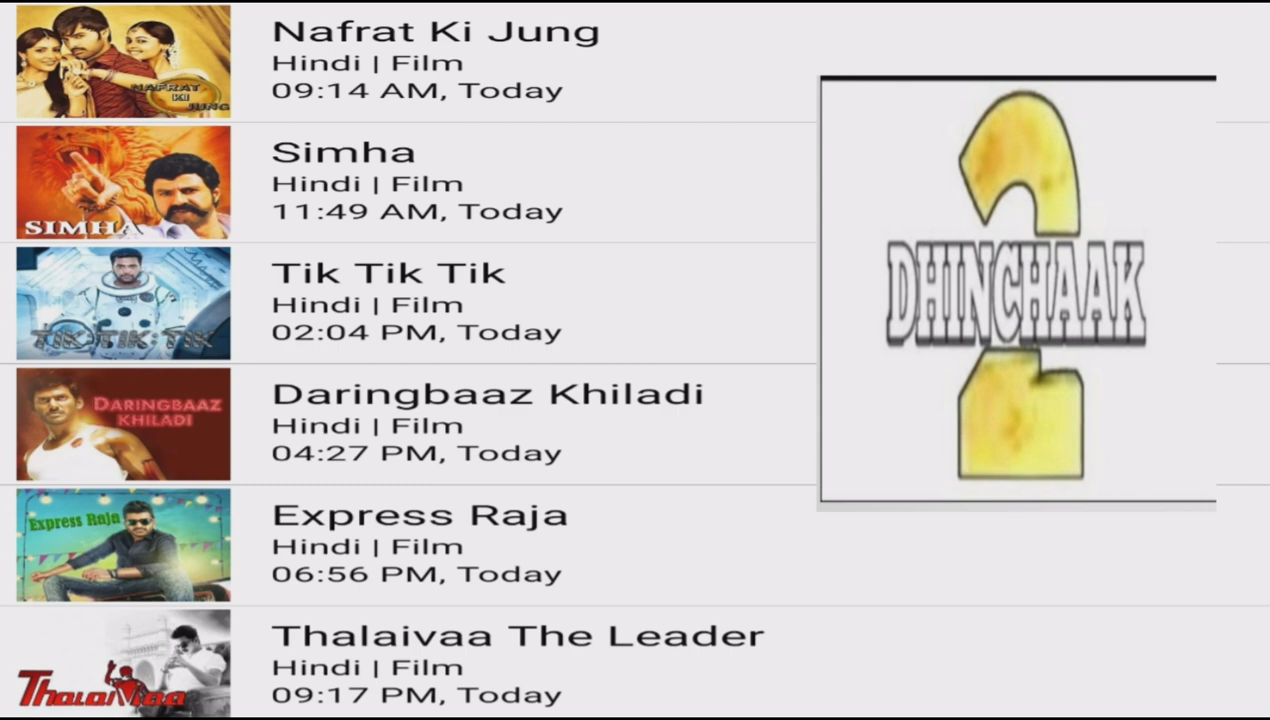 NAFRAT
KI
JUNG
Nafrat Ki Jung
Hindi | Film
09:14 AM, Today
SIMHA
Simha
Hindi | Film
11:49 AM, Today
TIK:TIK:TIK
Tik Tik Tik
Hindi | Film
02:04 PM, Today
DARINGBAAZ
KHILADI
Daringbaaz Khiladi
Hindi | Film
04:27 PM, Today
Express Raja
Express Raja
Hindi | Film
06:56 PM, Today
Thalaivaa
Thalaivaa The Leader
Hindi | Film
09:17 PM, Today
DHINCHAAK
2